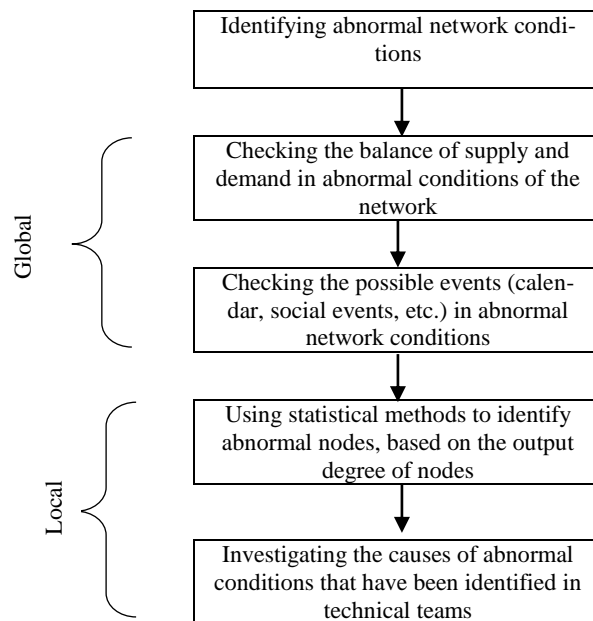 Identifying abnormal network condi-
tions
Global
Checking the balance of supply and
demand in abnormal conditions of the
network
Checking the possible events (calen-
dar, social events, etc.) in abnormal
network conditions
Local
Using statistical methods to identify
abnormal nodes, based on the output
degree of nodes
Investigating the causes of abnormal
conditions that have been identified in
technical teams